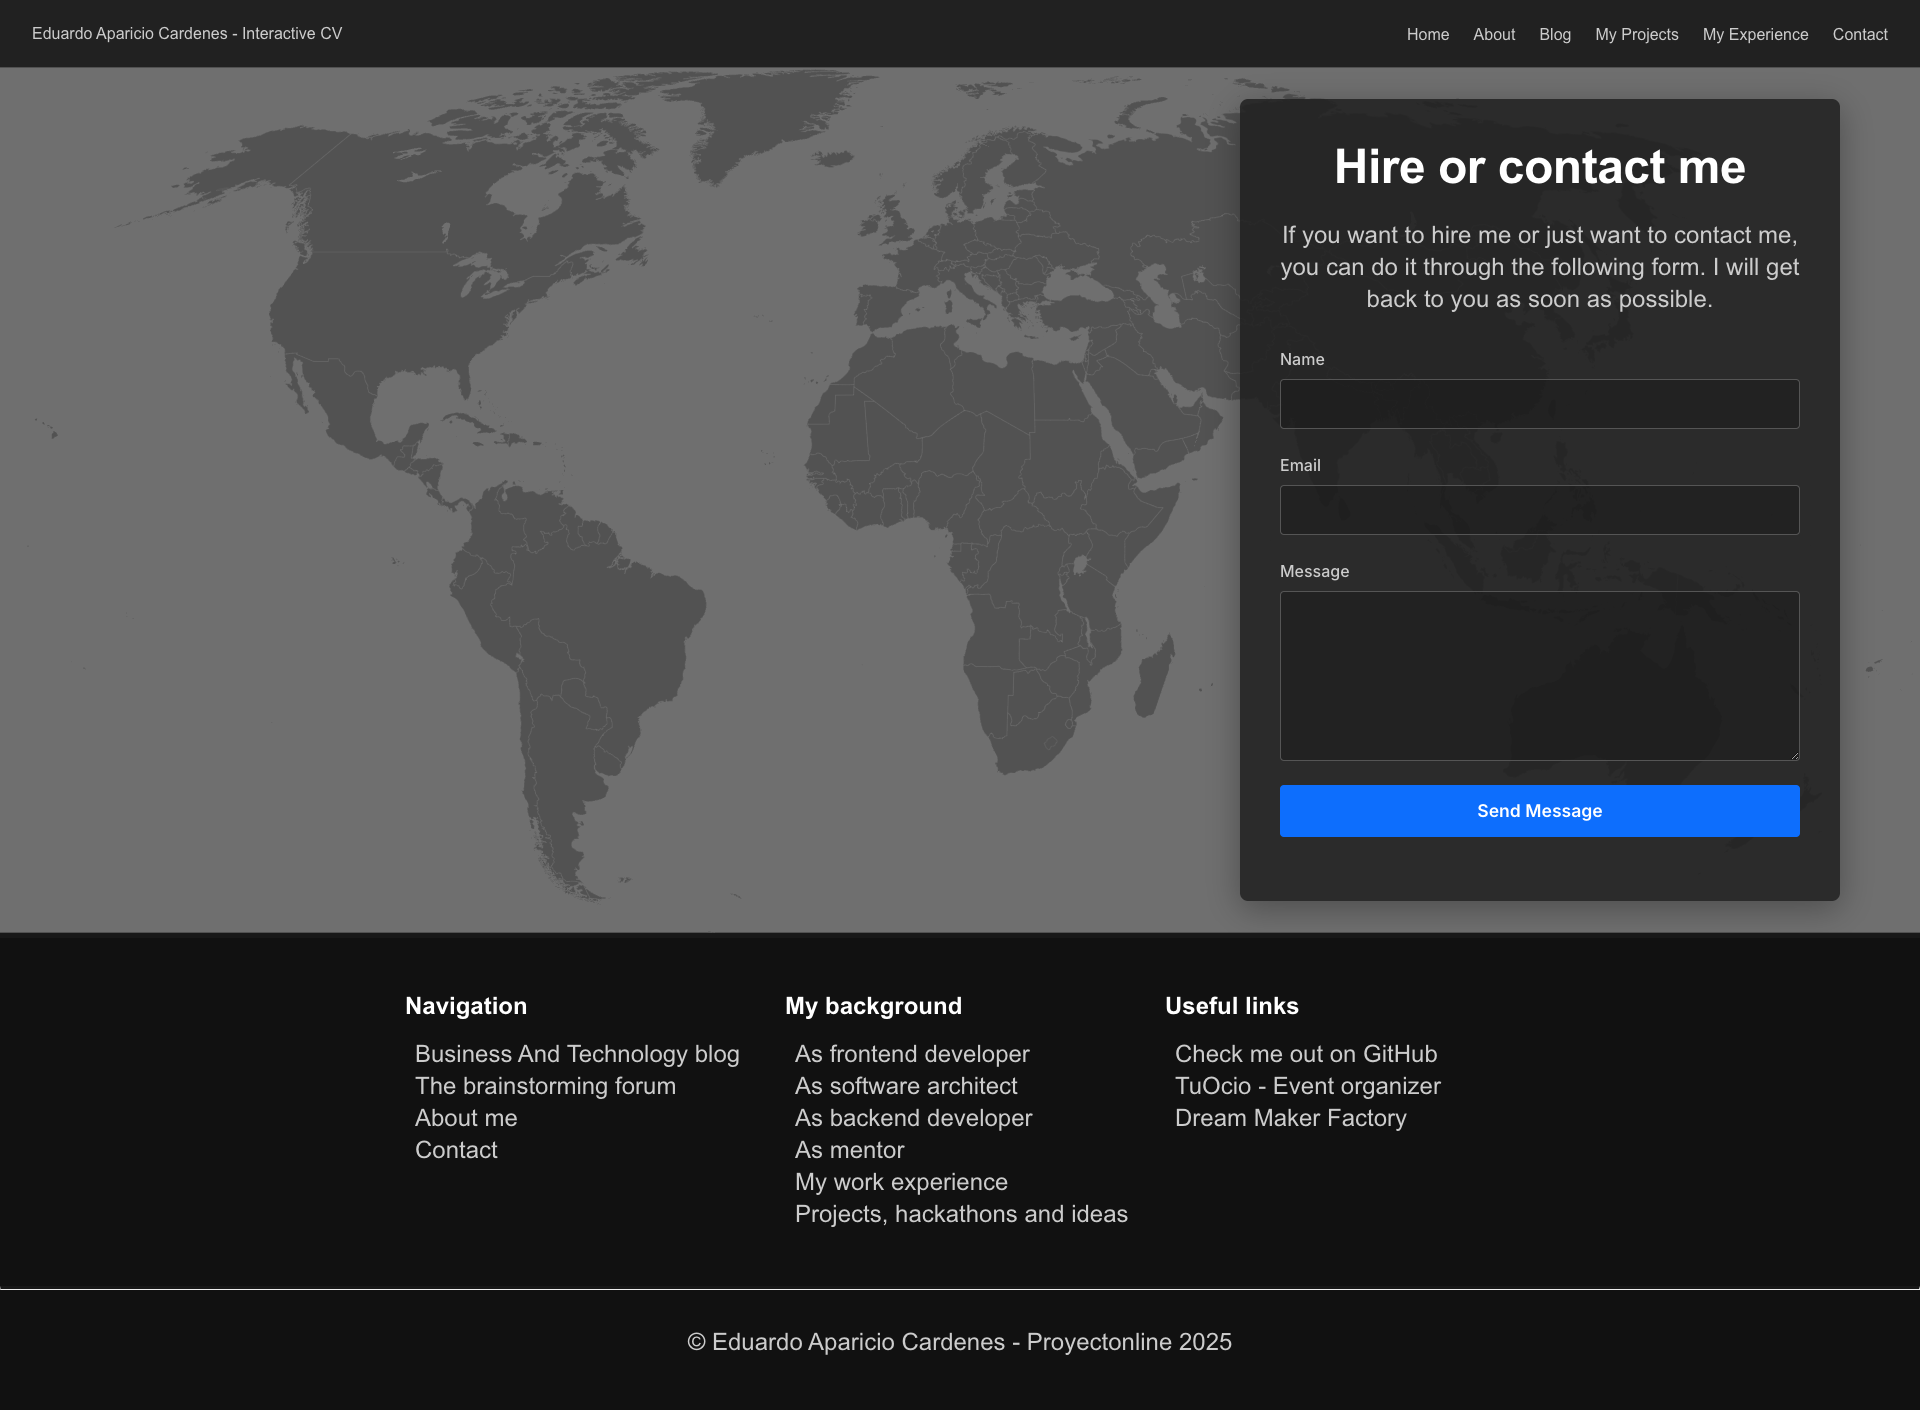 Eduardo Aparicio Cardenes - Interactive CV
Home About Blog My Projects My Experience Contact
Hire or contact me
If you want to hire me or just want to contact me,
you can do it through the following form. I will get
back to you as soon as possible.
Name
Email
Message
Send Message
Navigation
Business And Technology blog
The brainstorming forum
About me
Contact
My background
As frontend developer
As software architect
As backend developer
As mentor
My work experience
Projects, hackathons and ideas
Useful links
Check me out on GitHub
TuOcio - Event organizer
Dream Maker Factory
© Eduardo Aparicio Cardenes - Proyectonline 2025